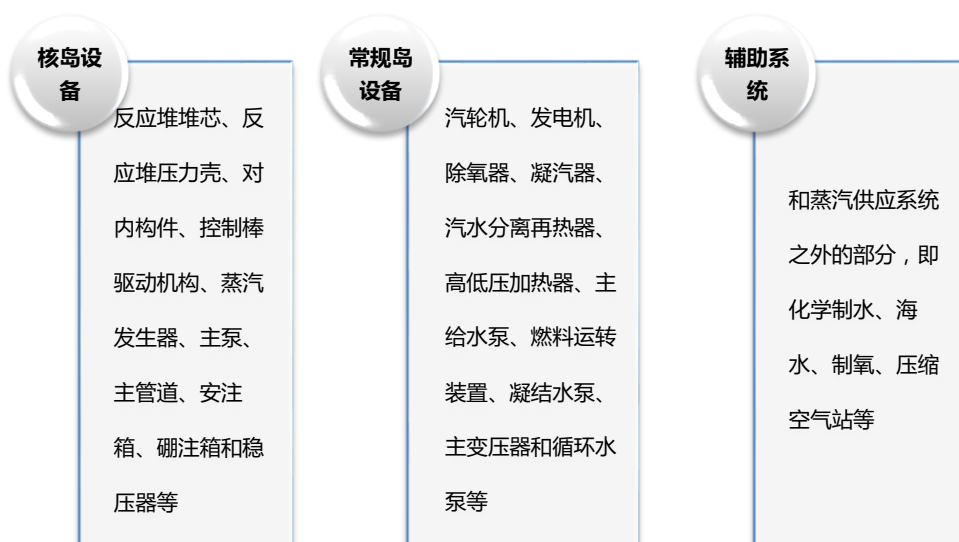 核岛设
备
反应堆堆芯、反
应堆压力壳、对
内构件、控制棒
驱动机构、蒸汽
发生器、主泵、
主管道、安注
箱、硼注箱和稳
压器等
常规岛
设备
汽轮机、发电机、
除氧器、凝汽器、
汽水分离再热器、
高低压加热器、主
给水泵、燃料运转
装置、凝结水泵、
主变压器和循环水
泵等
辅助系
统
和蒸汽供应系统
之外的部分，即
化学制水、海
水、制氧、压缩
空气站等